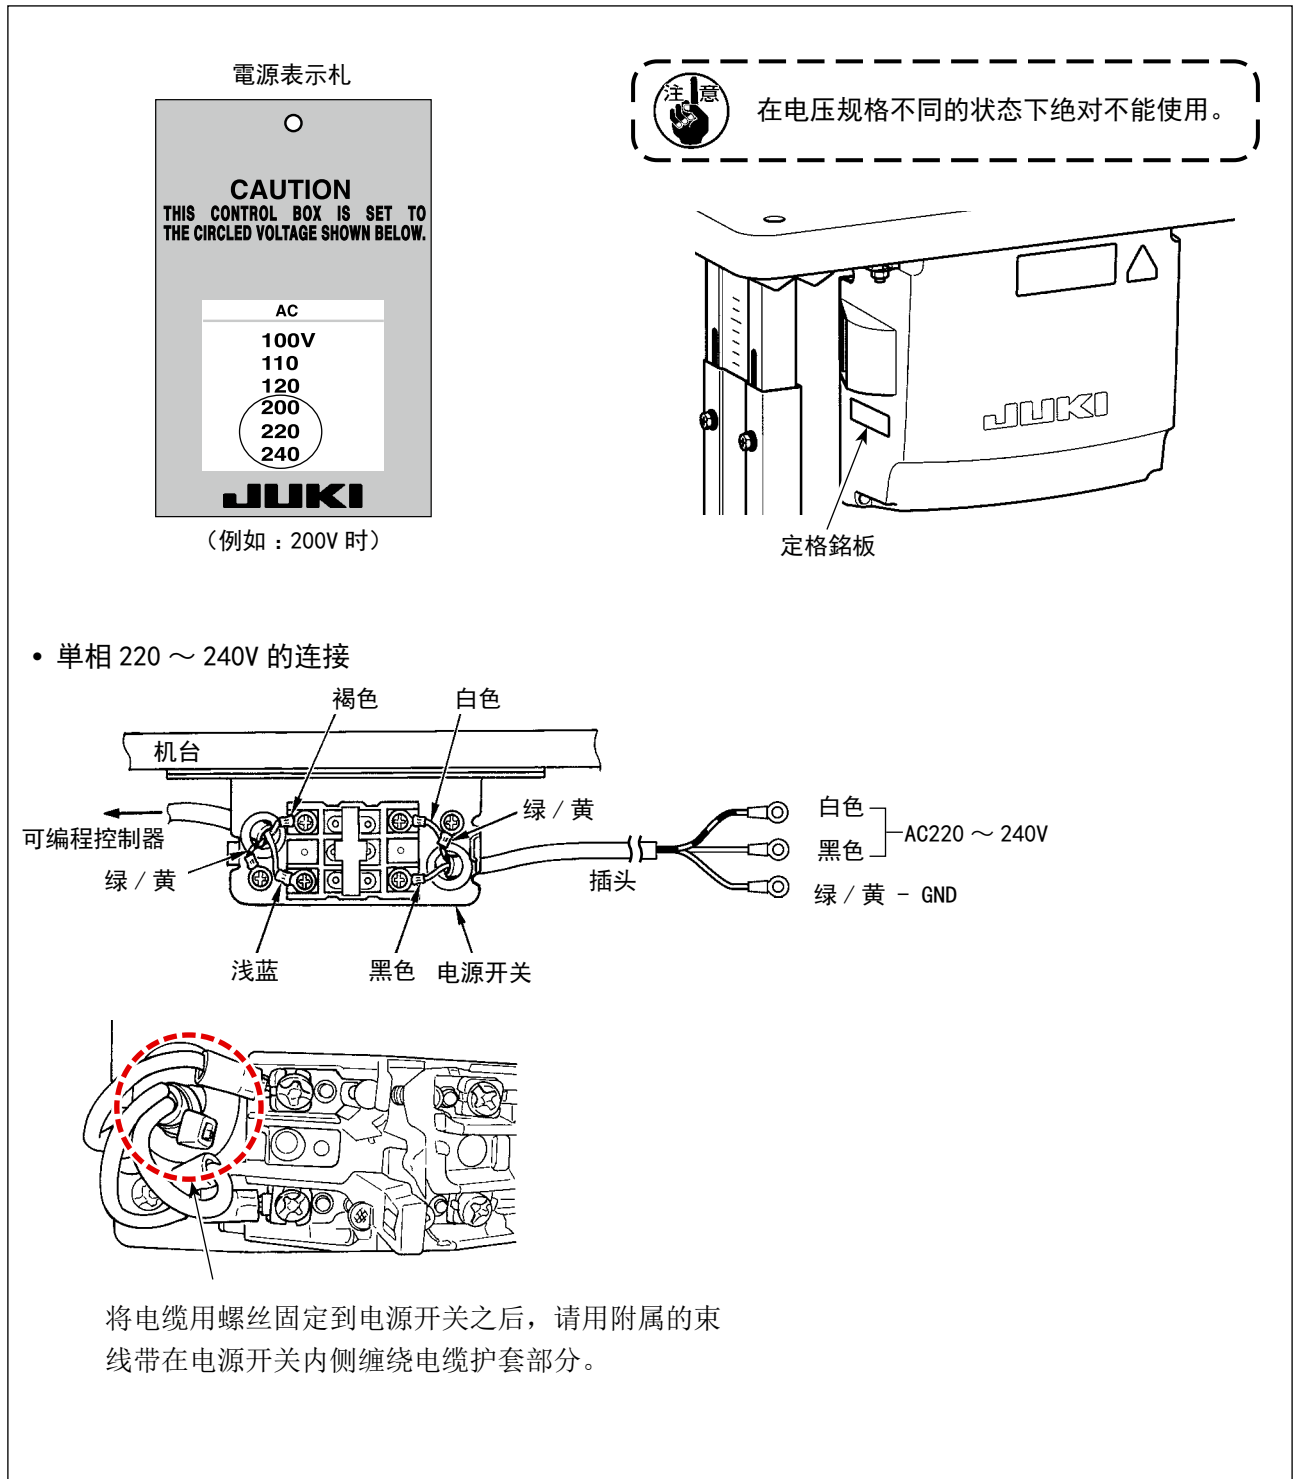 電源表示札
CAUTION
THIS CONTROL BOX IS SET TO
THE CIRCLED VOLTAGE SHOWN BELOW.
AC
100V
110
120
200
220
240
JUKI
（例如：200V 时）
注意
在电压规格不同的状态下绝对不能使用。
JUKI
定格銘板
• 単相 220 ～ 240V 的连接
褐色
白色
机台
绿 / 黄
可编程控制器
绿 / 黄
浅蓝
黑色
电源开关
插头
白色
黑色
AC220 ～ 240V
绿 / 黄 - GND
将电缆用螺丝固定到电源开关之后，请用附属的束
线带在电源开关内侧缠绕电缆护套部分。